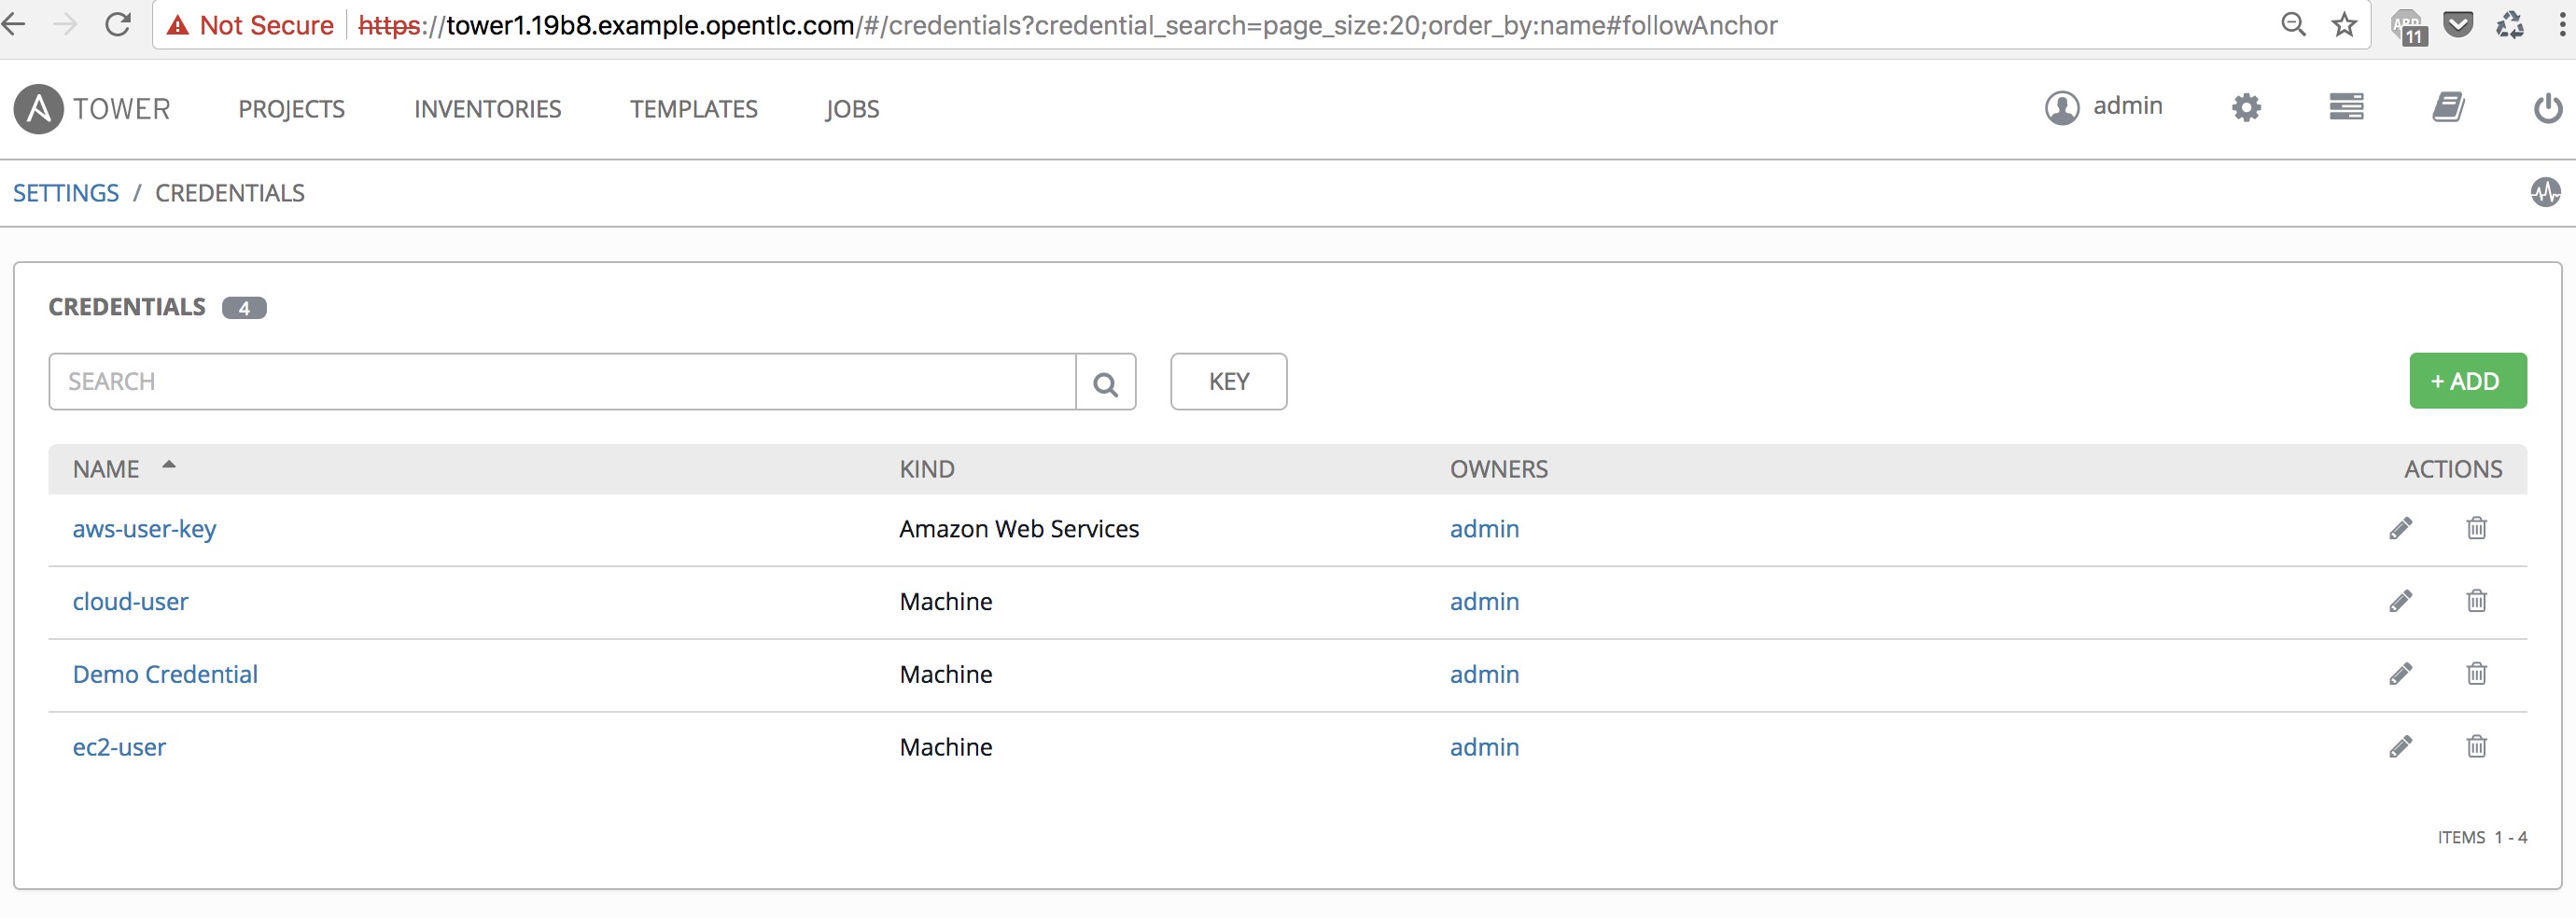 Not Secure https://tower1.19b8.example.opentlc.com/#/credentials?credential_search=page_size:20;order_by:name#followAnchor ABP 11
A TOWER PROJECTS INVENTORIES TEMPLATES JOBS admin
SETTINGS / CREDENTIALS
CREDENTIALS 4
SEARCH KEY + ADD
NAME KIND OWNERS ACTIONS
aws-user-key Amazon Web Services admin
cloud-user Machine admin
Demo Credential Machine admin
ec2-user Machine admin
ITEMS 1 - 4